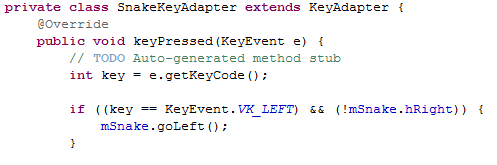 private class SnakeKeyAdapter extends KeyAdapter {
@Override
public void keyPressed(KeyEvent e) {
// TODO Auto-generated method stub
int key = e.getKeyCode();
if ((key == KeyEvent.VK_LEFT) && (!mSnake.hRight)) {
mSnake.goLeft();
}